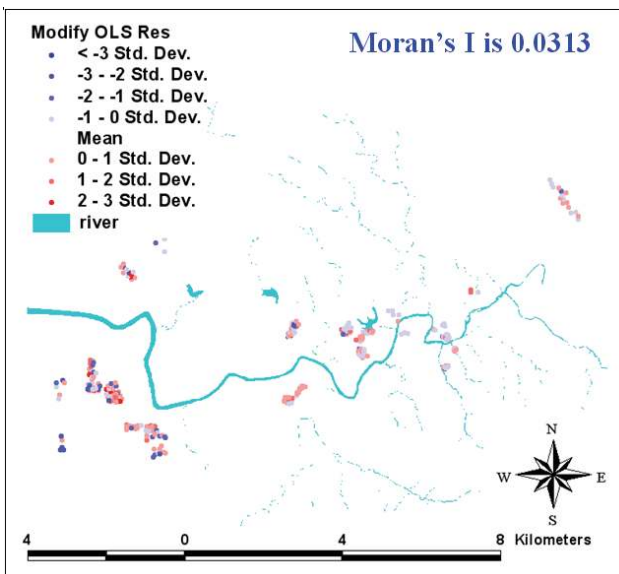 Modify OLS Res
Moran's I is 0.0313
< -3 Std. Dev.
-3 - -2 Std. Dev.
-2 - -1 Std. Dev.
-1 - 0 Std. Dev.
Mean
0 - 1 Std. Dev.
1 - 2 Std. Dev.
2 - 3 Std. Dev.
river
N
W E
S
4 0 4 8 Kilometers